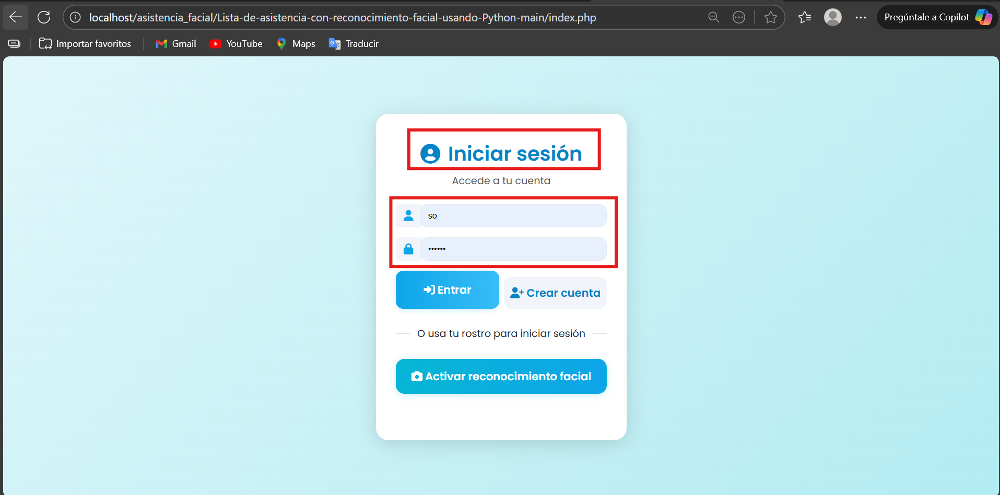 localhost/asistencia_facial/Lista-de-asistencia-con-reconocimiento-facial-usando-Python-main/index.php
Pregúntale a Copilot
Importar favoritos
Gmail
YouTube
Maps
Traducir
Iniciar sesión
Accede a tu cuenta
so
••••••
Entrar
Crear cuenta
O usa tu rostro para iniciar sesión
Activar reconocimiento facial